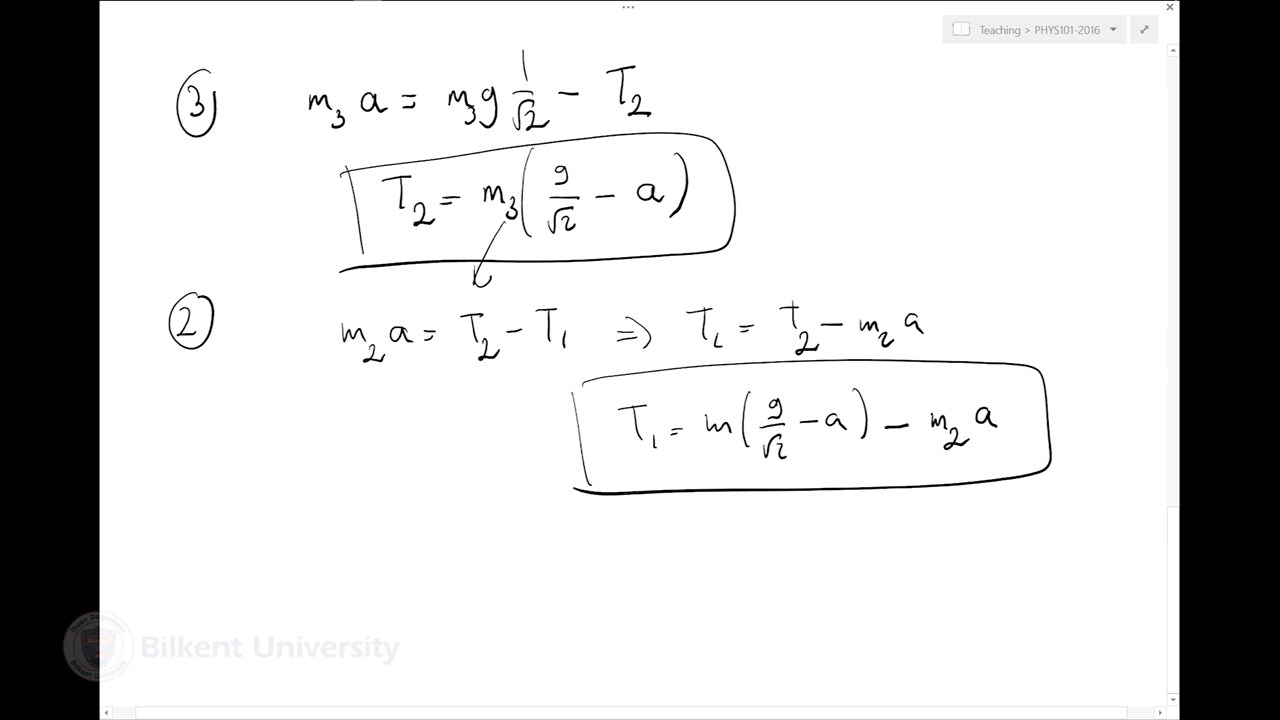 Teaching > PHYS101-2016
③ m₃ a = m₃g 1/√2 − T₂
T₂ = m₃(g/√2 − a)
② m₂ a = T₂ − T₁ ⇒ T₁ = T₂ − m₂ a
T₁ = m(g/√2 − a) − m₂ a
Bilkent University